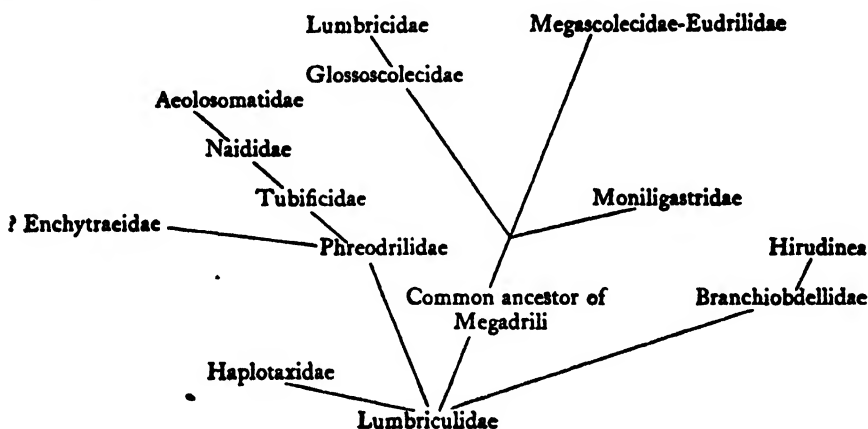 Lumbricidae
Megascolecidae-Eudrilidae
Glossoscolecidae
Aeolosomatidae
Naididae
Tubificidae
Moniligastridae
? Enchytraeidae
Phreodrilidae
Hirudinea
Common ancestor of
Megadrili
Branchiobdellidae
Haplotaxidae
Lumbriculidae